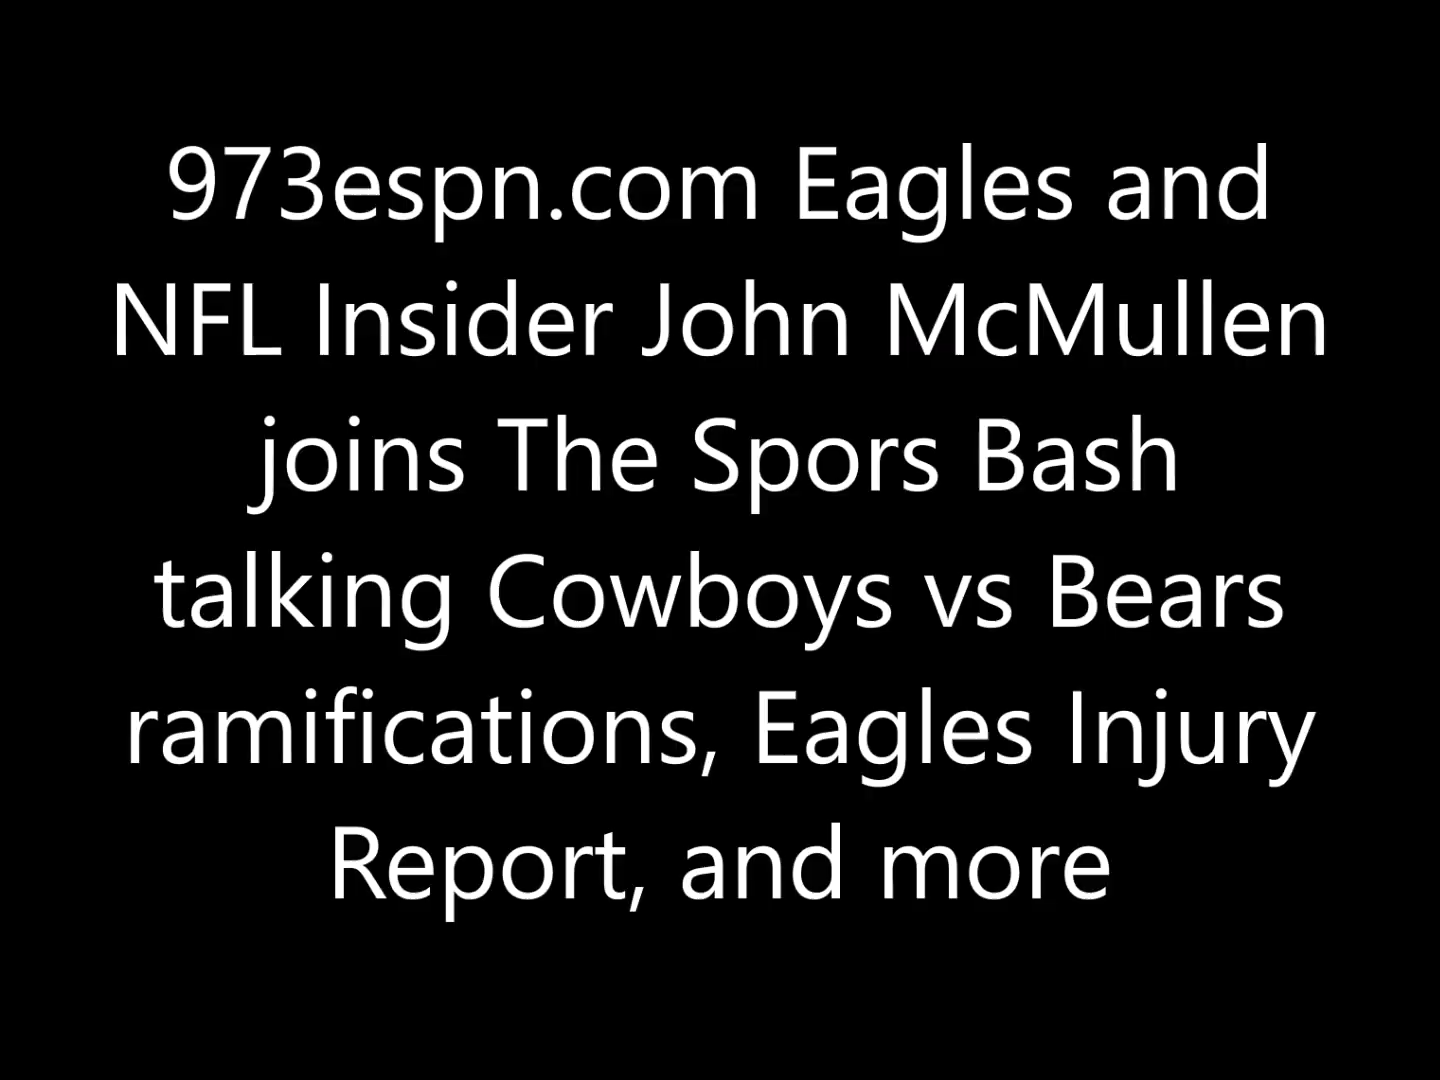 973espn.com Eagles and
NFL Insider John McMullen
joins The Spors Bash
talking Cowboys vs Bears
ramifications, Eagles Injury
Report, and more